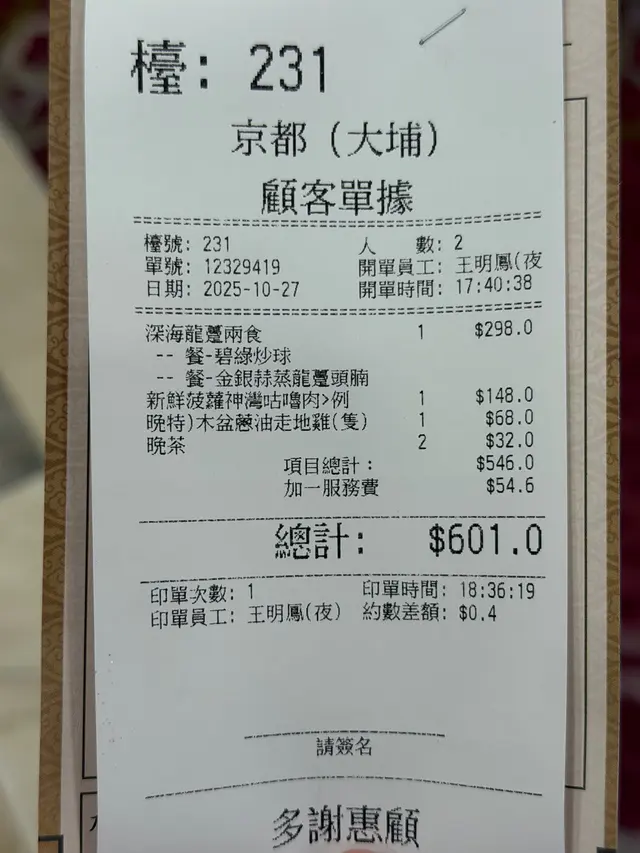 檯: 231
京都（大埔）
顧客單據
檯號: 231 人 數: 2
單號: 12329419 開單員工: 王明鳳(夜
日期: 2025-10-27 開單時間: 17:40:38
深海龍躉兩食 1 $298.0
-- 餐-碧綠炒球
-- 餐-金銀蒜蒸龍躉頭腩
新鮮菠蘿神灣咕嚕肉>例 1 $148.0
晚特)木盆蔥油走地雞(隻) 1 $68.0
晚茶 2 $32.0
項目總計: $546.0
加一服務費 $54.6
總計: $601.0
印單次數: 1 印單時間: 18:36:19
印單員工: 王明鳳(夜) 約數差額: $0.4
請簽名
多謝惠顧